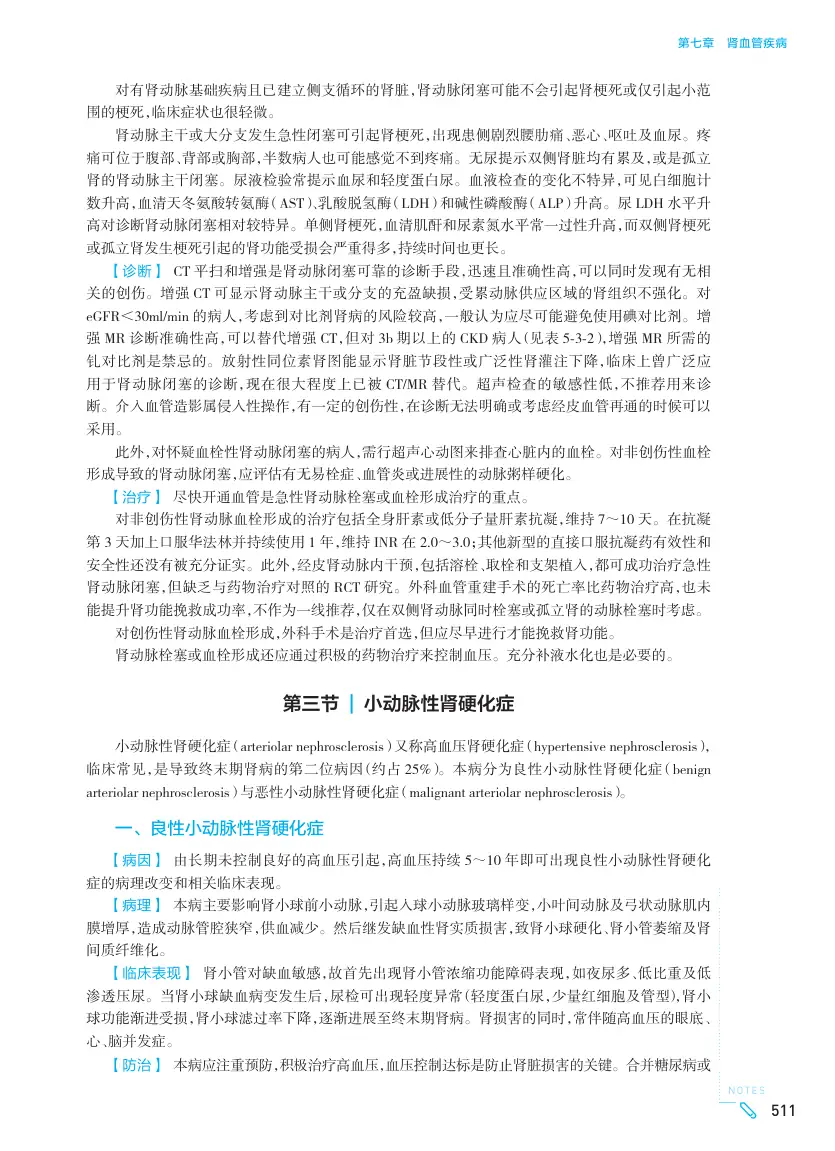 第七章　肾血管疾病
对有肾动脉基础疾病且已建立侧支循环的肾脏，肾动脉闭塞可能不会引起肾梗死或仅引起小范
围的梗死，临床症状也很轻微。
肾动脉主干或大分支发生急性闭塞可引起肾梗死，出现患侧剧烈腰肋痛、恶心、呕吐及血尿。疼
痛可位于腹部、背部或胸部，半数病人也可能感觉不到疼痛。无尿提示双侧肾脏均有累及，或是孤立
肾的肾动脉主干闭塞。尿液检验常提示血尿和轻度蛋白尿。血液检查的变化不特异，可见白细胞计
数升高，血清天冬氨酸转氨酶（AST）、乳酸脱氢酶（LDH）和碱性磷酸酶（ALP）升高。尿 LDH 水平升
高对诊断肾动脉闭塞相对较特异。单侧肾梗死，血清肌酐和尿素氮水平常一过性升高，而双侧肾梗死
或孤立肾发生梗死引起的肾功能受损会严重得多，持续时间也更长。
【诊断】 CT 平扫和增强是肾动脉闭塞可靠的诊断手段，迅速且准确性高，可以同时发现有无相
关的创伤。增强 CT 可显示肾动脉主干或分支的充盈缺损，受累动脉供应区域的肾组织不强化。对
eGFR＜30ml/min 的病人，考虑到对比剂肾病的风险较高，一般认为应尽可能避免使用碘对比剂。增
强 MR 诊断准确性高，可以替代增强 CT，但对 3b 期以上的 CKD 病人（见表 5-3-2），增强 MR 所需的
钆对比剂是禁忌的。放射性同位素肾图能显示肾脏节段性或广泛性肾灌注下降，临床上曾广泛应
用于肾动脉闭塞的诊断，现在很大程度上已被 CT/MR 替代。超声检查的敏感性低，不推荐用来诊
断。介入血管造影属侵入性操作，有一定的创伤性，在诊断无法明确或考虑经皮血管再通的时候可以
采用。
此外，对怀疑血栓性肾动脉闭塞的病人，需行超声心动图来排查心脏内的血栓。对非创伤性血栓
形成导致的肾动脉闭塞，应评估有无易栓症、血管炎或进展性的动脉粥样硬化。
【治疗】 尽快开通血管是急性肾动脉栓塞或血栓形成治疗的重点。
对非创伤性肾动脉血栓形成的治疗包括全身肝素或低分子量肝素抗凝，维持 7～10 天。在抗凝
第 3 天加上口服华法林并持续使用 1 年，维持 INR 在 2.0～3.0；其他新型的直接口服抗凝药有效性和
安全性还没有被充分证实。此外，经皮肾动脉内干预，包括溶栓、取栓和支架植入，都可成功治疗急性
肾动脉闭塞，但缺乏与药物治疗对照的 RCT 研究。外科血管重建手术的死亡率比药物治疗高，也未
能提升肾功能挽救成功率，不作为一线推荐，仅在双侧肾动脉同时栓塞或孤立肾的动脉栓塞时考虑。
对创伤性肾动脉血栓形成，外科手术是治疗首选，但应尽早进行才能挽救肾功能。
肾动脉栓塞或血栓形成还应通过积极的药物治疗来控制血压。充分补液水化也是必要的。
第三节 | 小动脉性肾硬化症
小动脉性肾硬化症（arteriolar nephrosclerosis）又称高血压肾硬化症（hypertensive nephrosclerosis），
临床常见，是导致终末期肾病的第二位病因（约占 25%）。本病分为良性小动脉性肾硬化症（benign
arteriolar nephrosclerosis）与恶性小动脉性肾硬化症（malignant arteriolar nephrosclerosis）。
一、良性小动脉性肾硬化症
【病因】 由长期未控制良好的高血压引起，高血压持续 5～10 年即可出现良性小动脉性肾硬化
症的病理改变和相关临床表现。
【病理】 本病主要影响肾小球前小动脉，引起入球小动脉玻璃样变，小叶间动脉及弓状动脉肌内
膜增厚，造成动脉管腔狭窄，供血减少。然后继发缺血性肾实质损害，致肾小球硬化、肾小管萎缩及肾
间质纤维化。
【临床表现】 肾小管对缺血敏感，故首先出现肾小管浓缩功能障碍表现，如夜尿多、低比重及低
渗透压尿。当肾小球缺血病变发生后，尿检可出现轻度异常（轻度蛋白尿，少量红细胞及管型），肾小
球功能渐进受损，肾小球滤过率下降，逐渐进展至终末期肾病。肾损害的同时，常伴随高血压的眼底、
心、脑并发症。
【防治】 本病应注重预防，积极治疗高血压，血压控制达标是防止肾脏损害的关键。合并糖尿病或
NOTES
511